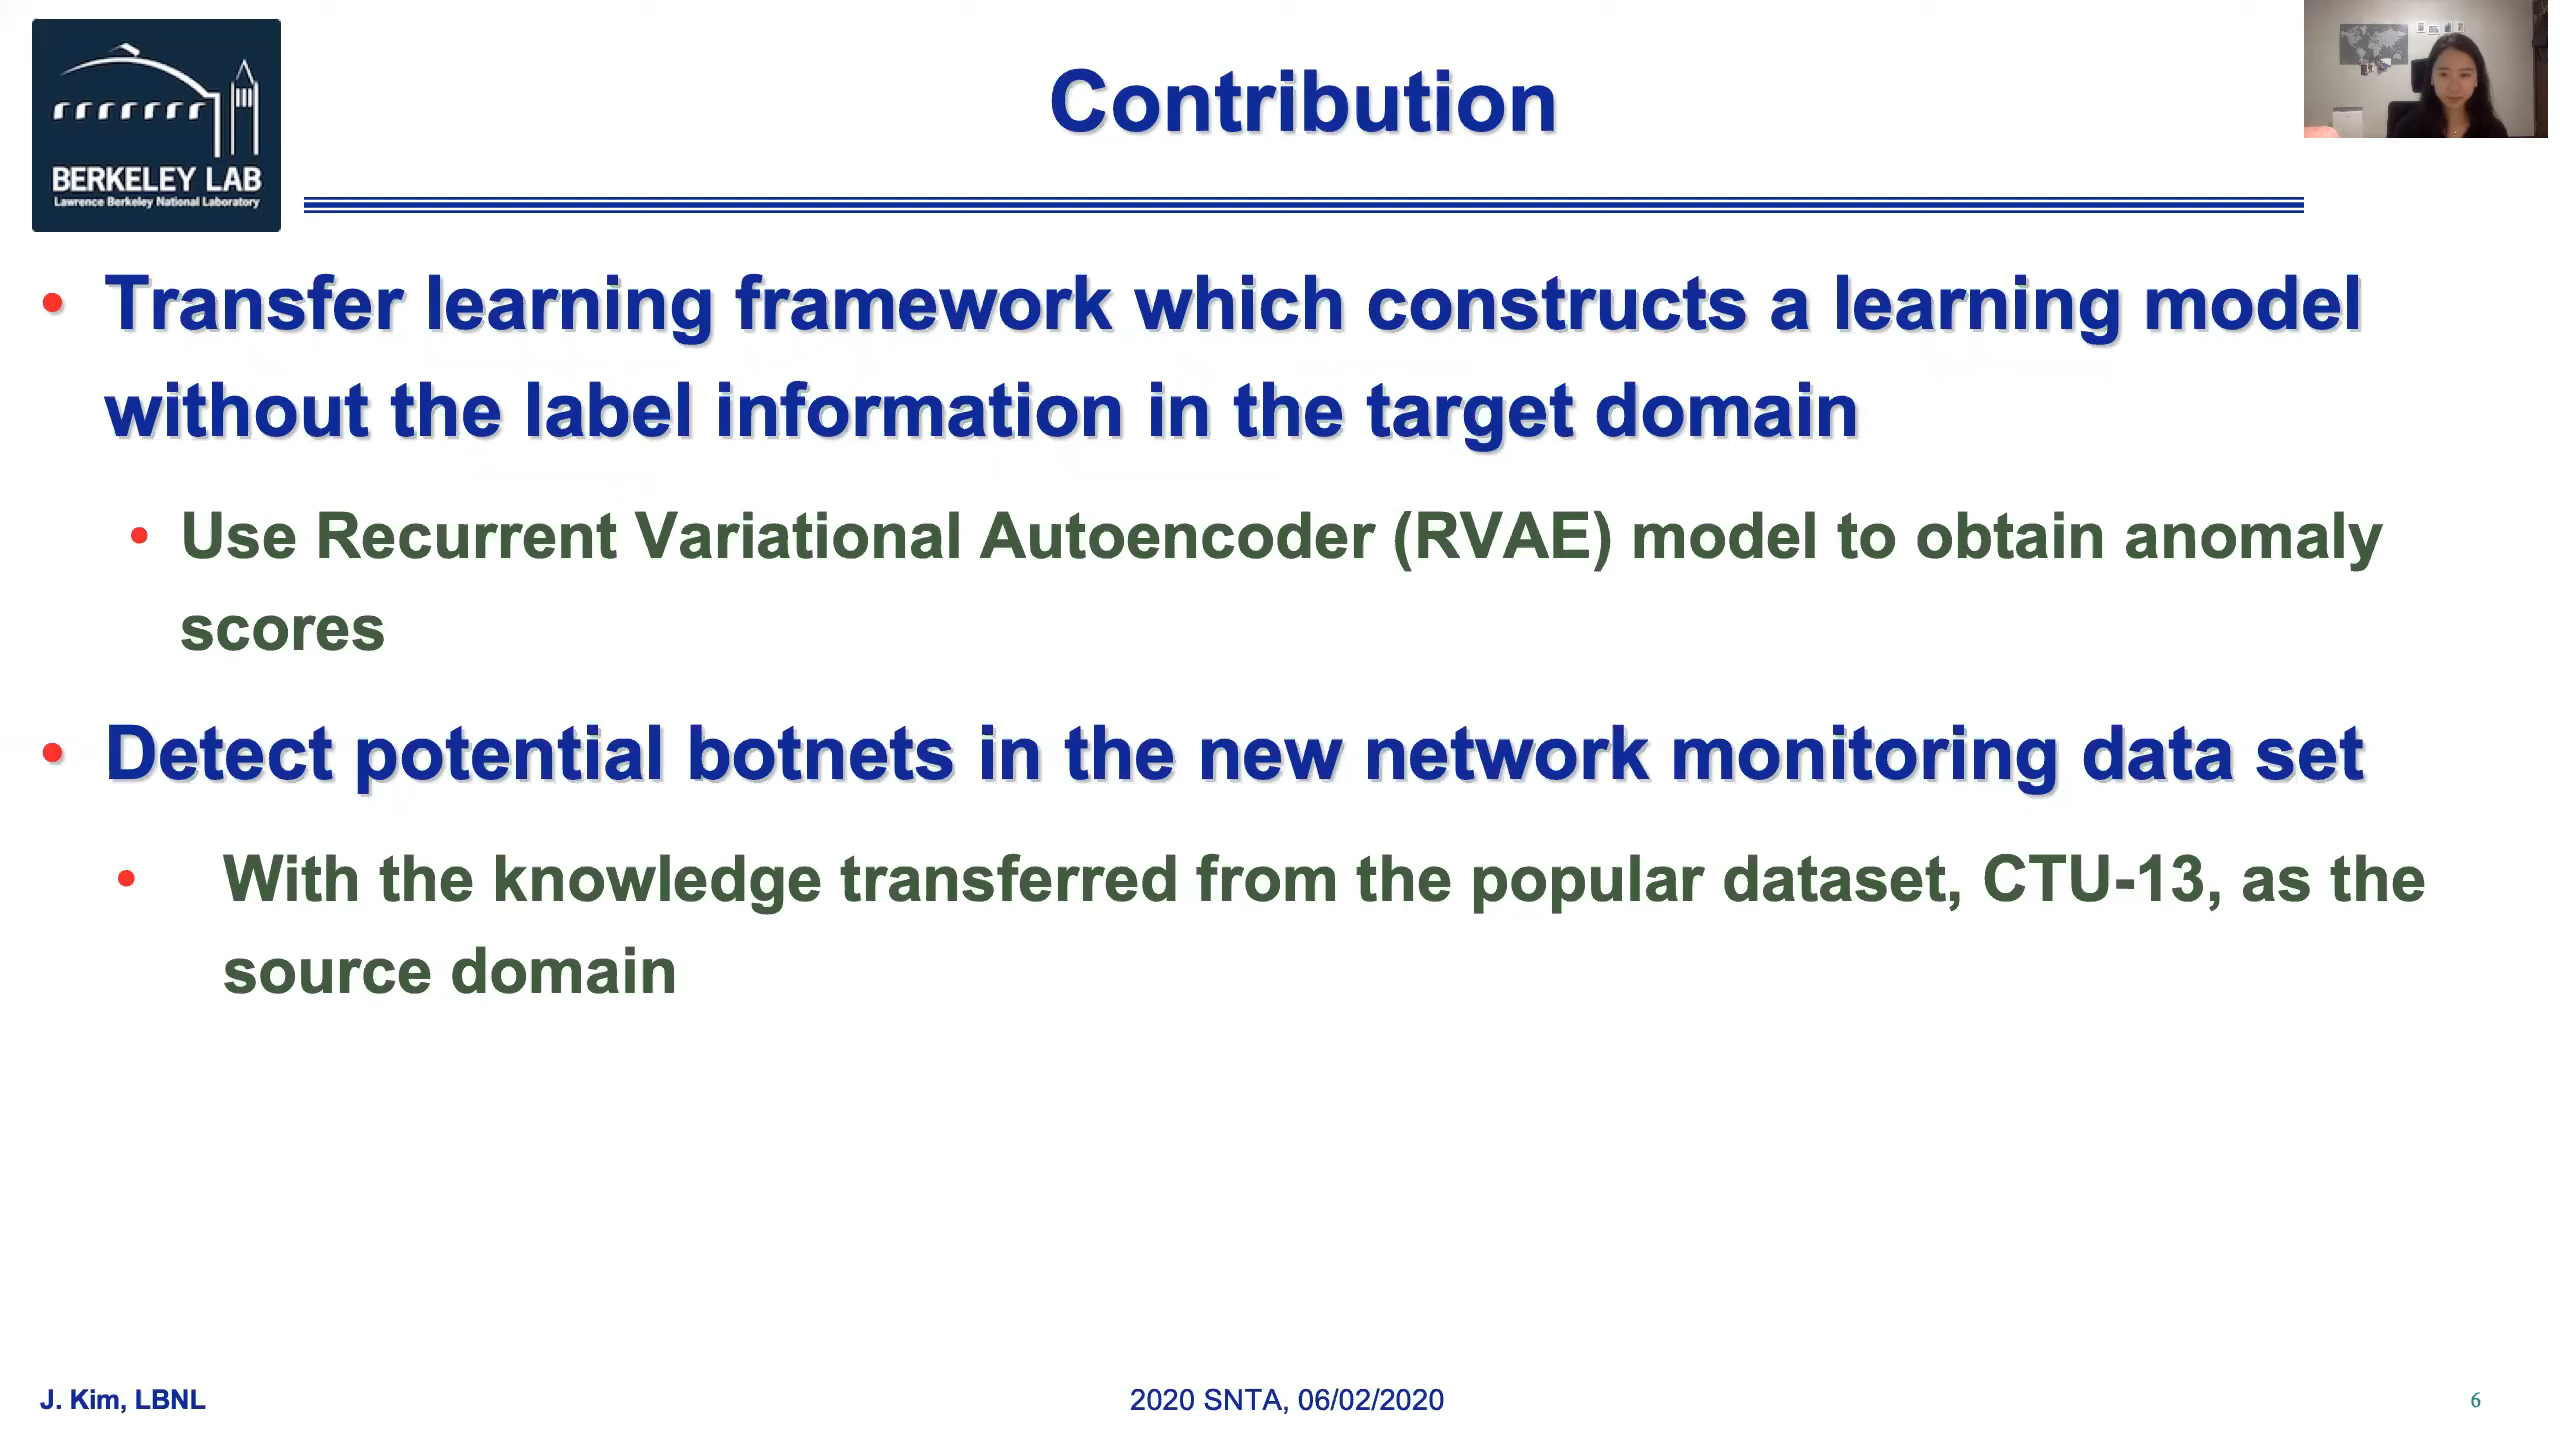 BERKELEY LAB
Lawrence Berkeley National Laboratory
Contribution
• Transfer learning framework which constructs a learning model
without the label information in the target domain
• Use Recurrent Variational Autoencoder (RVAE) model to obtain anomaly
scores
• Detect potential botnets in the new network monitoring data set
• With the knowledge transferred from the popular dataset, CTU-13, as the
source domain
J. Kim, LBNL
2020 SNTA, 06/02/2020
6